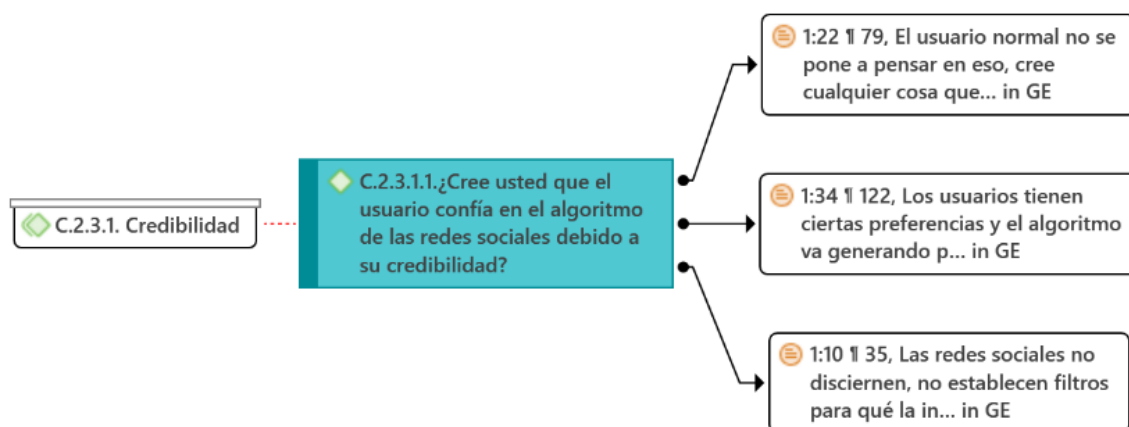 C.2.3.1. Credibilidad
C.2.3.1.1.¿Cree usted que el
usuario confía en el algoritmo
de las redes sociales debido a
su credibilidad?
1:22 ¶ 79, El usuario normal no se
pone a pensar en eso, cree
cualquier cosa que... in GE
1:34 ¶ 122, Los usuarios tienen
ciertas preferencias y el algoritmo
va generando p... in GE
1:10 ¶ 35, Las redes sociales no
disciernen, no establecen filtros
para qué la in... in GE